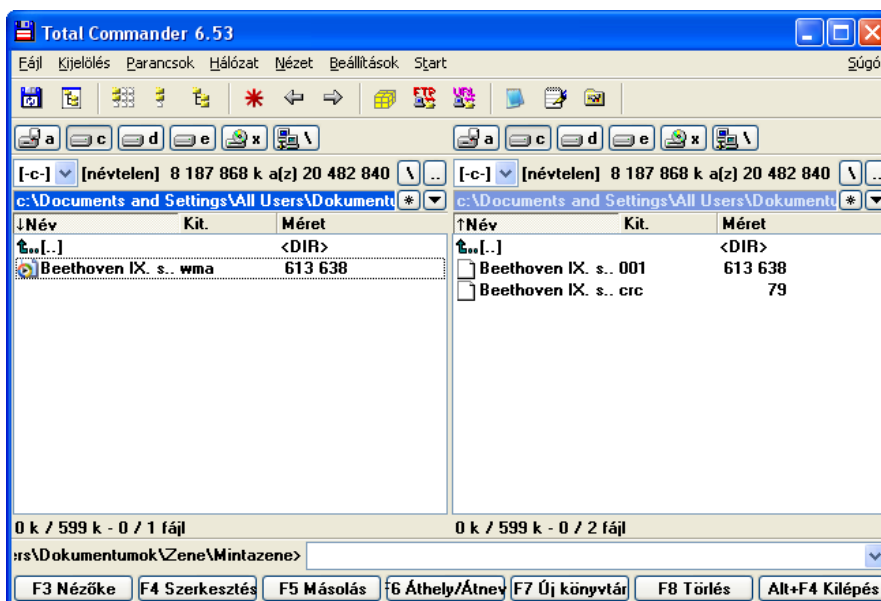 Total Commander 6.53
Fájl Kijelölés Parancsok Hálózat Nézet Beállítások Start Súgó
FTP URL
a c d e x \ a c d e x \
[-c-] [névtelen] 8 187 868 k a(z) 20 482 840 \ .. [-c-] [névtelen] 8 187 868 k a(z) 20 482 840 \ ..
c:\Documents and Settings\All Users\Dokumentu * ▼ c:\Documents and Settings\All Users\Dokumentu * ▼
↓Név Kit. Méret ↑Név Kit. Méret
[..] <DIR> [..] <DIR>
Beethoven IX. s.. wma 613 638 Beethoven IX. s.. 001 613 638
Beethoven IX. s.. crc 79
0 k / 599 k - 0 / 1 fájl 0 k / 599 k - 0 / 2 fájl
ers\Dokumentumok\Zene\Mintazene>
F3 Nézőke F4 Szerkesztés F5 Másolás F6 Áthely/Átnev F7 Új könyvtár F8 Törlés Alt+F4 Kilépés